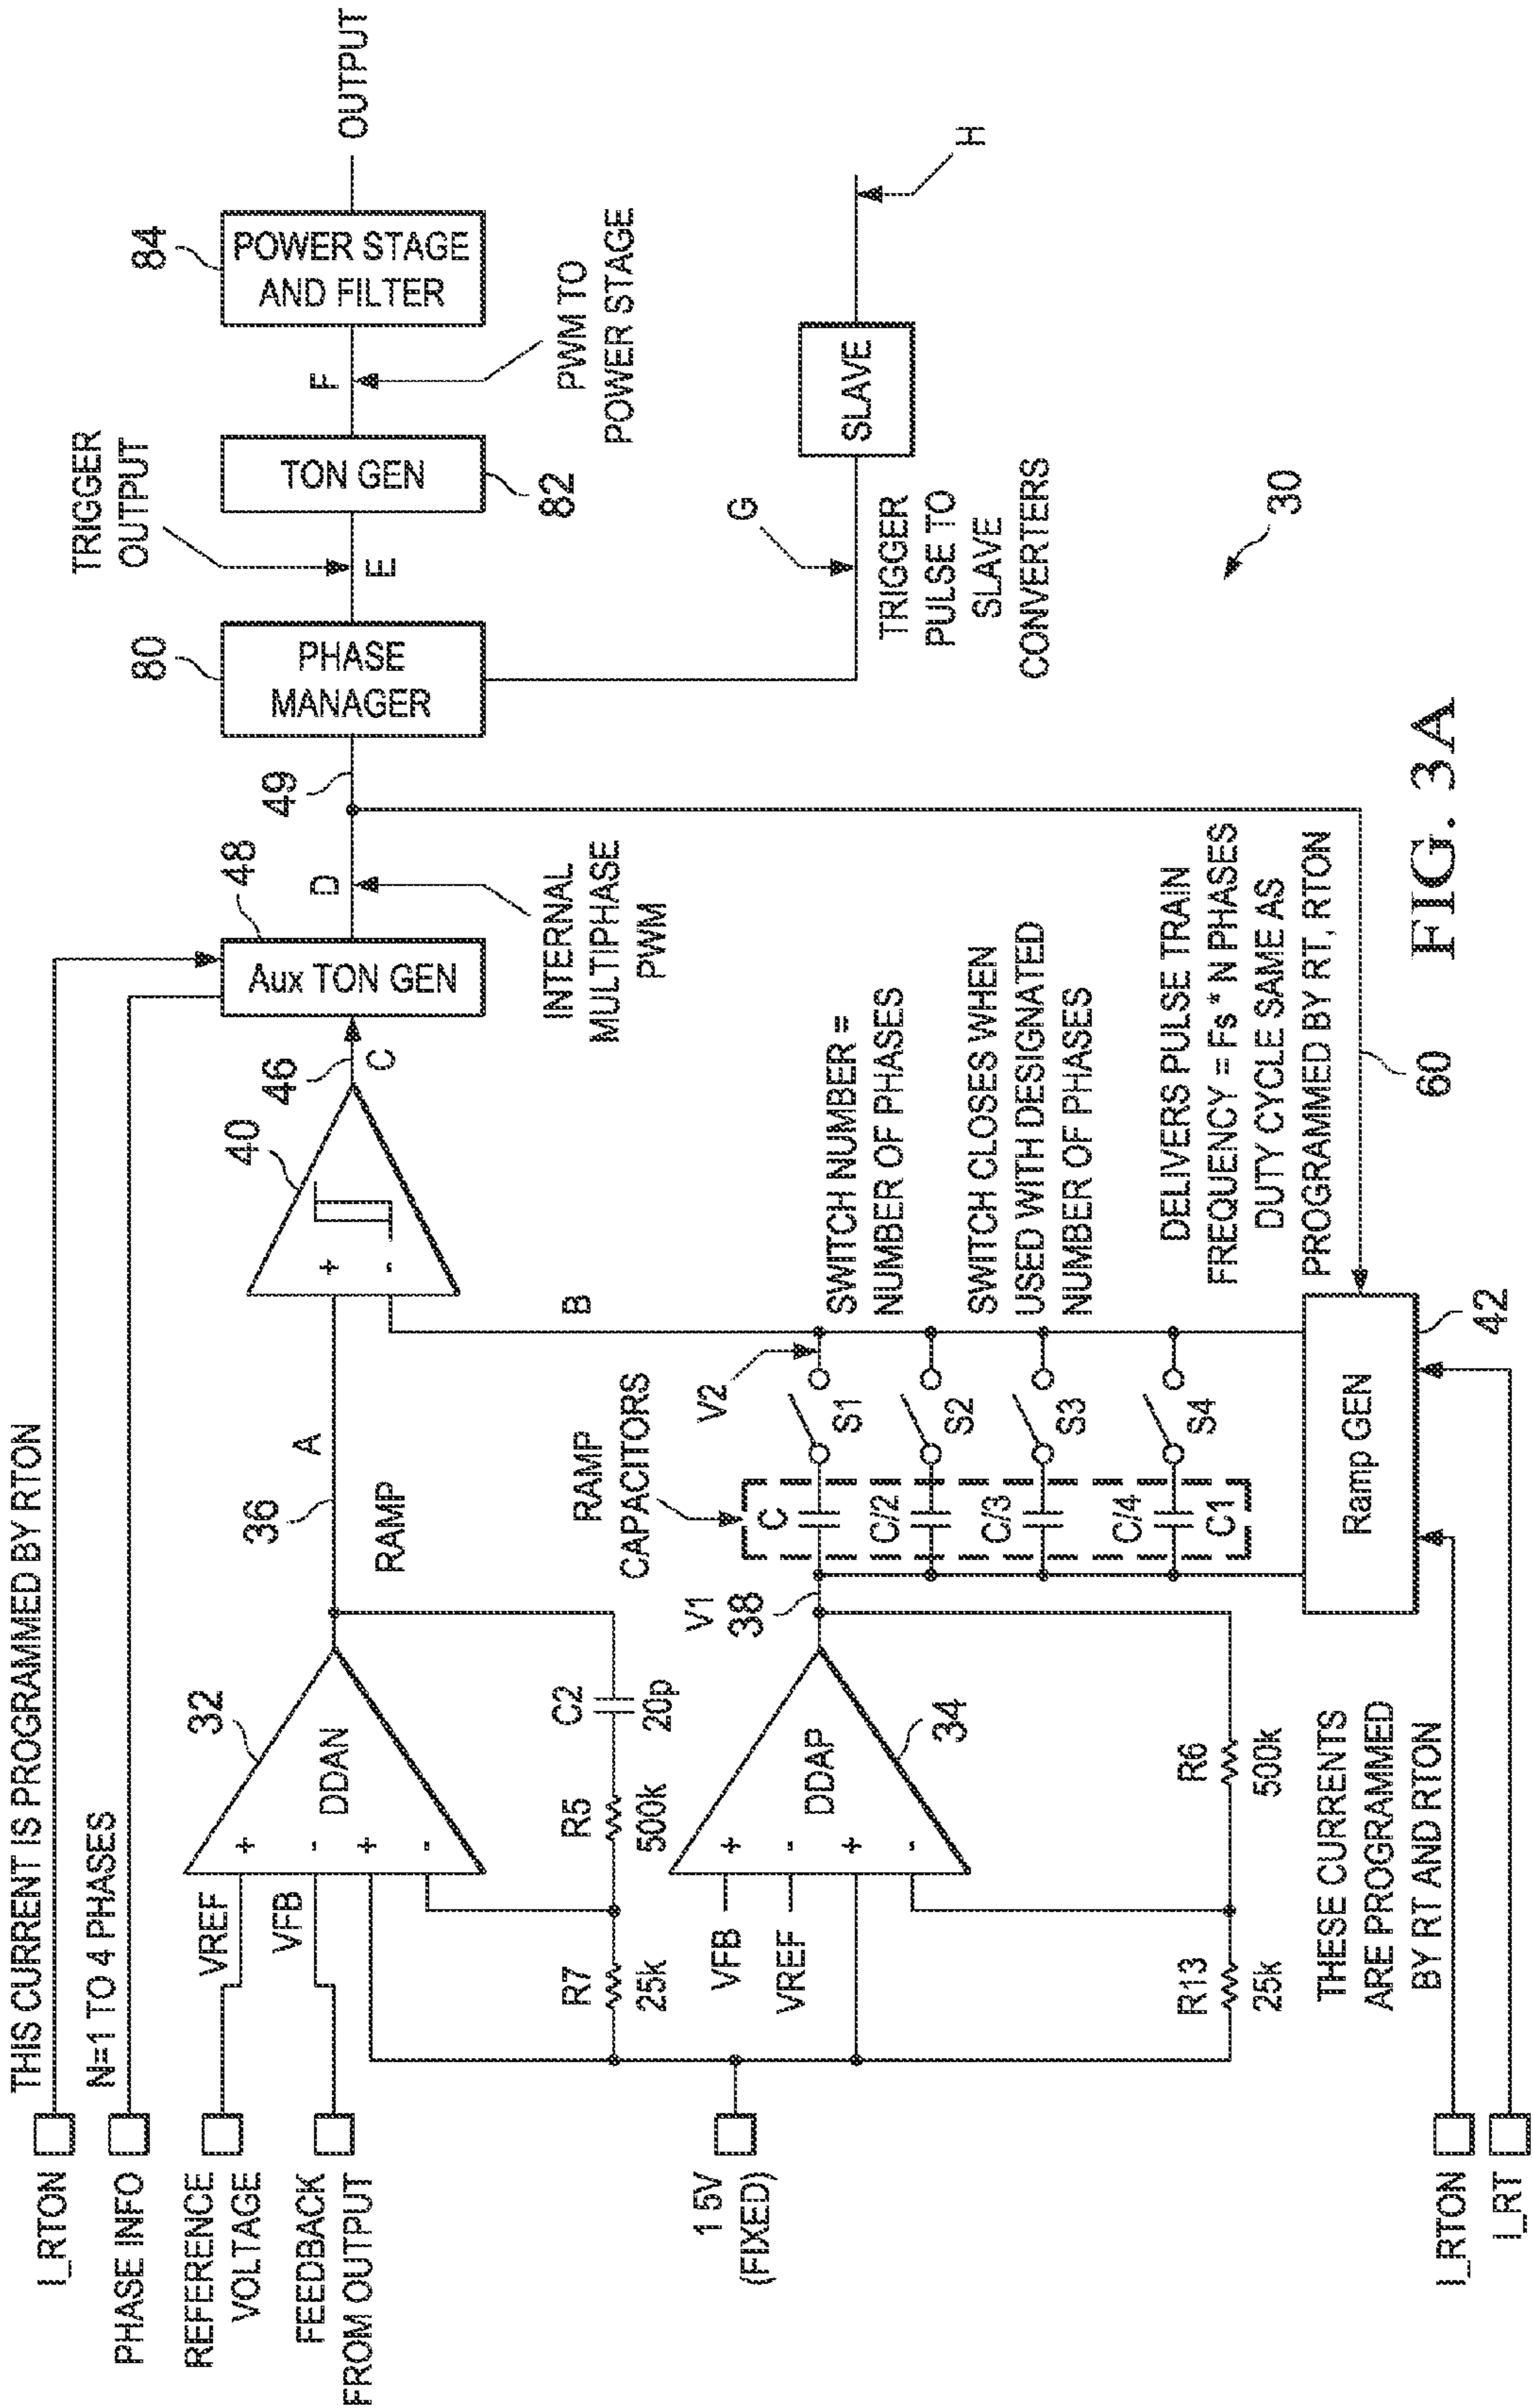 THIS CURRENT IS PROGRAMMED BY RTON
I_RTON
N=1 TO 4 PHASES
PHASE INFO
REFERENCE
VOLTAGE
VREF
FEEDBACK
FROM OUTPUT
VFB
32
DDAN
+
-
+
-
R7
25k
R5
500k
C2
20p
36
A
RAMP
40
+
-
46
C
48
Aux TON GEN
D
INTERNAL
MULTIPHASE
PWM
49
80
PHASE
MANAGER
TRIGGER
OUTPUT
E
TON GEN
82
F
PWM TO
POWER STAGE
84
POWER STAGE
AND FILTER
OUTPUT
G
TRIGGER
PULSE TO
SLAVE
CONVERTERS
SLAVE
H
30
1 5V
(FIXED)
VFB
VREF
DDAP
+
-
+
-
34
R13
25k
R6
500k
V1
38
RAMP
CAPACITORS
C
C/2
C/3
C/4
C1
V2
S1
S2
S3
S4
B
SWITCH NUMBER =
NUMBER OF PHASES
SWITCH CLOSES WHEN
USED WITH DESIGNATED
NUMBER OF PHASES
DELIVERS PULSE TRAIN
FREQUENCY = Fs* N PHASES
DUTY CYCLE SAME AS
PROGRAMMED BY RT, RTON
60
Ramp GEN
42
THESE CURRENTS
ARE PROGRAMMED
BY RT AND RTON
I_RTON
I_RT
FIG. 3A